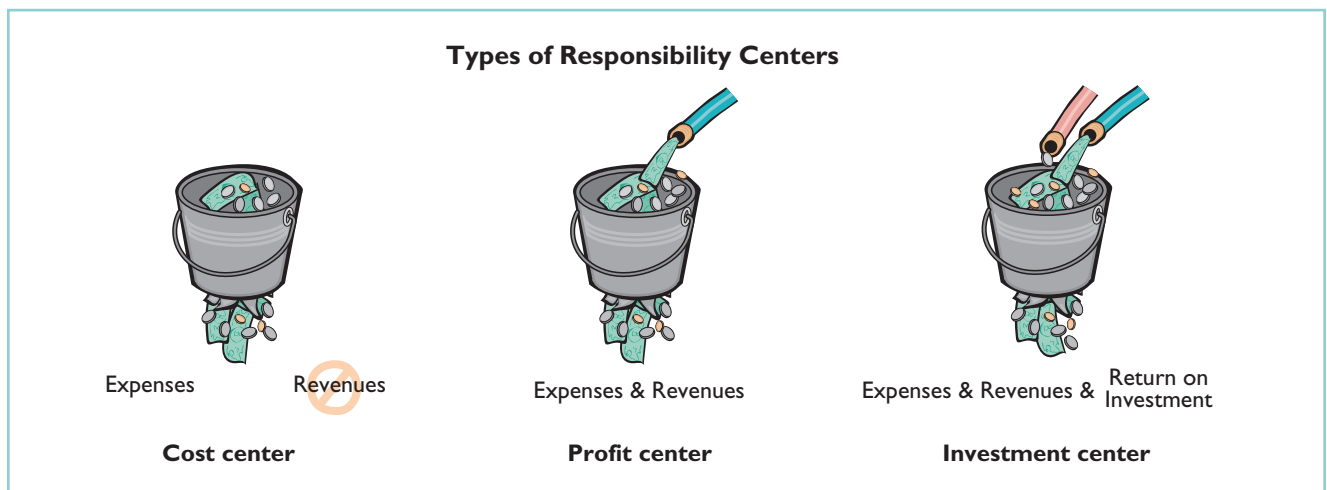 Types of Responsibility Centers
Expenses
Revenues
Expenses & Revenues
Expenses & Revenues & Return on
Investment
Cost center
Profit center
Investment center